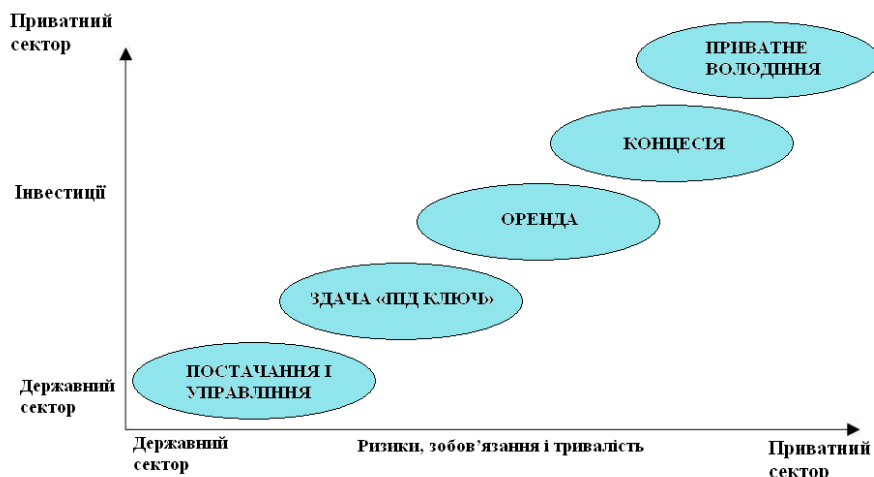 Приватний
сектор
ПРИВАТНЕ
ВОЛОДІННЯ
КОНЦЕСІЯ
Інвестиції
ОРЕНДА
ЗДАЧА «ПІД КЛЮЧ»
ПОСТАЧАННЯ І
УПРАВЛІННЯ
Державний
сектор
Державний
сектор
Ризики, зобов’язання і тривалість
Приватний
сектор